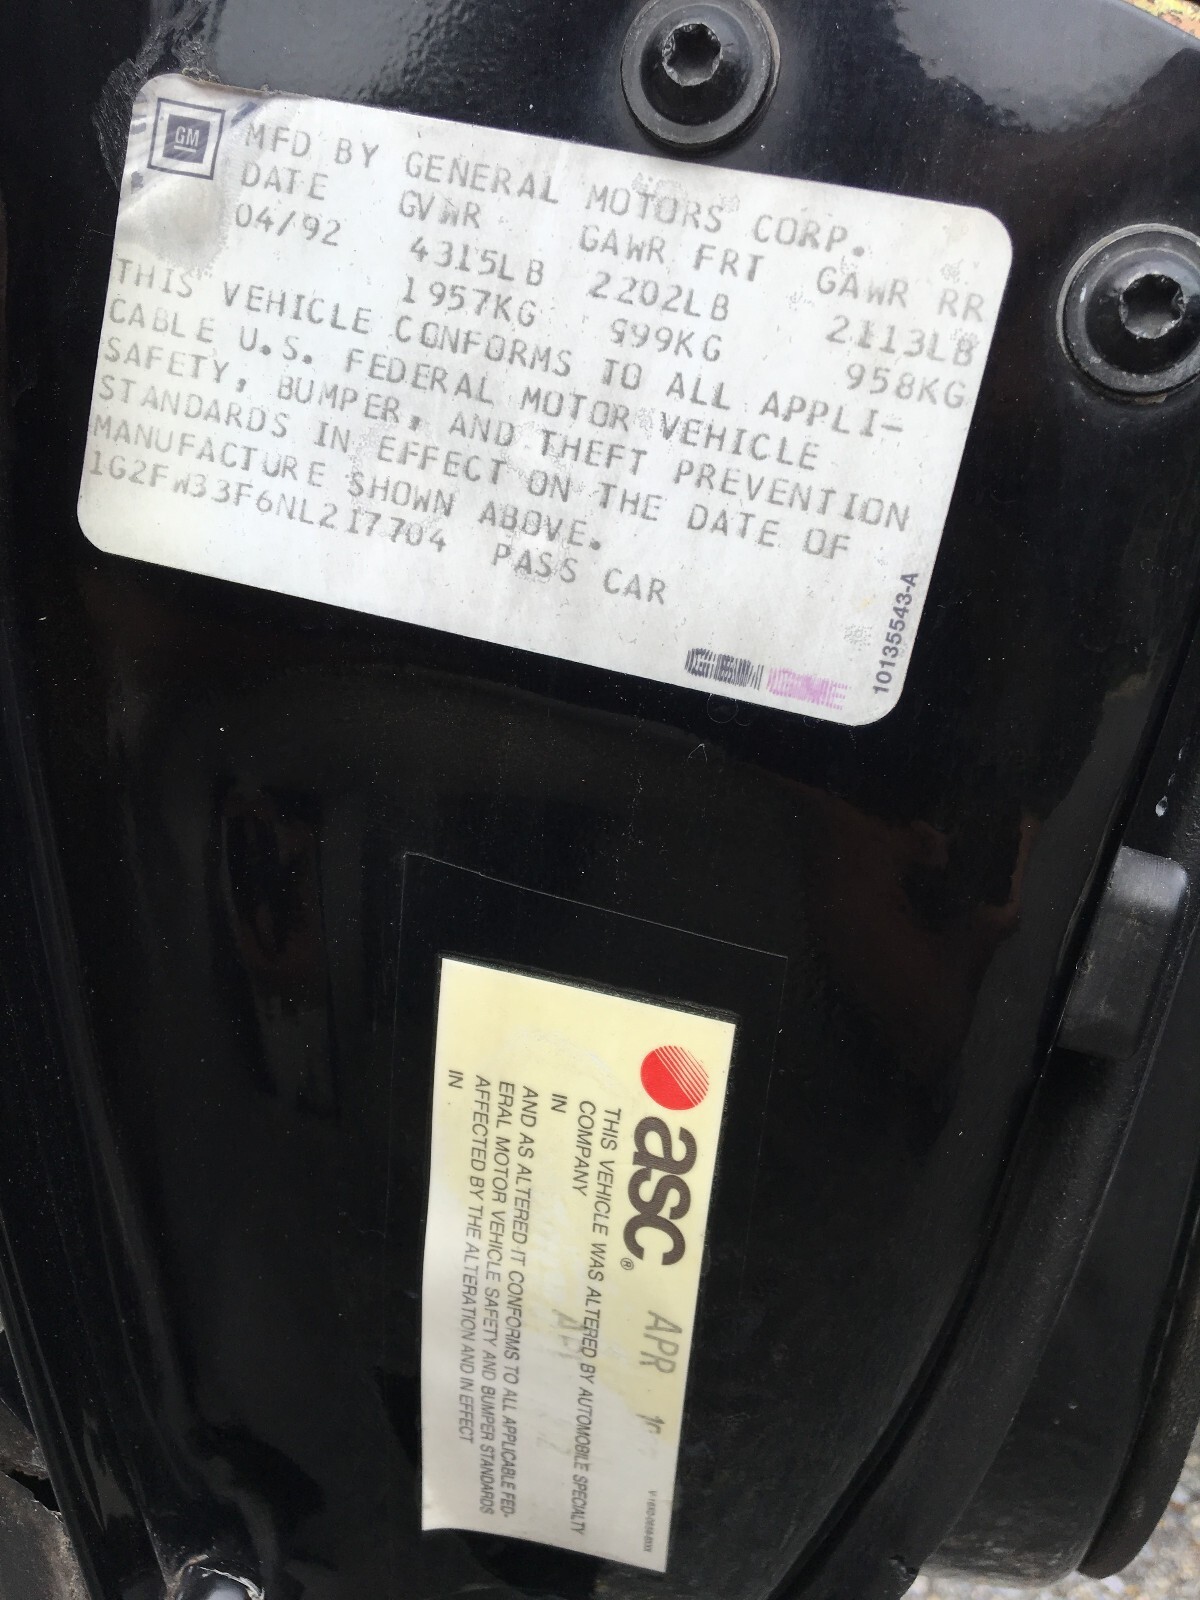 GM
MFD BY GENERAL MOTORS CORP.
DATE GVWR GAWR FRT GAWR RR
04/92 4315LB 2202LB 2113LB
1957KG 999KG 958KG
THIS VEHICLE CONFORMS TO ALL APPLI-
CABLE U.S. FEDERAL MOTOR VEHICLE
SAFETY, BUMPER, AND THEFT PREVENTION
STANDARDS IN EFFECT ON THE DATE OF
MANUFACTURE SHOWN ABOVE.
1G2FW33F6NL217704 PASS CAR
10135543-A
asc® APR
THIS VEHICLE WAS ALTERED BY AUTOMOBILE SPECIALTY
COMPANY
IN
AND AS ALTERED IT CONFORMS TO ALL APPLICABLE FED-
ERAL MOTOR VEHICLE SAFETY AND BUMPER STANDARDS
AFFECTED BY THE ALTERATION AND IN EFFECT
IN